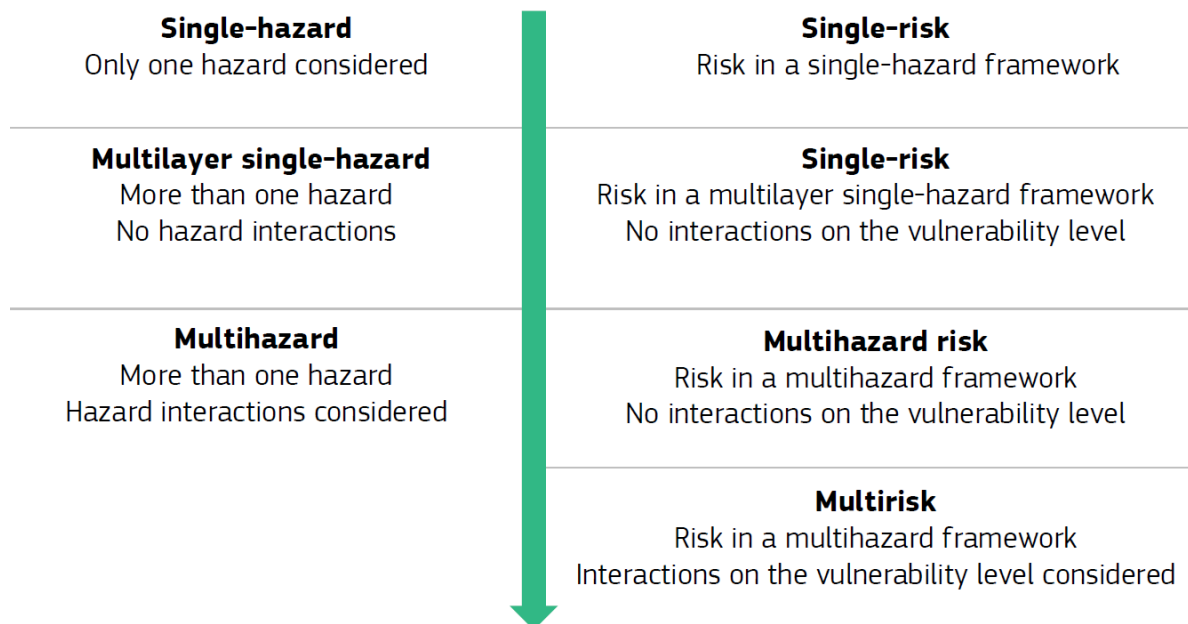 Single-hazard
Only one hazard considered
Single-risk
Risk in a single-hazard framework
Multilayer single-hazard
More than one hazard
No hazard interactions
Single-risk
Risk in a multilayer single-hazard framework
No interactions on the vulnerability level
Multihazard
More than one hazard
Hazard interactions considered
Multihazard risk
Risk in a multihazard framework
No interactions on the vulnerability level
Multirisk
Risk in a multihazard framework
Interactions on the vulnerability level considered